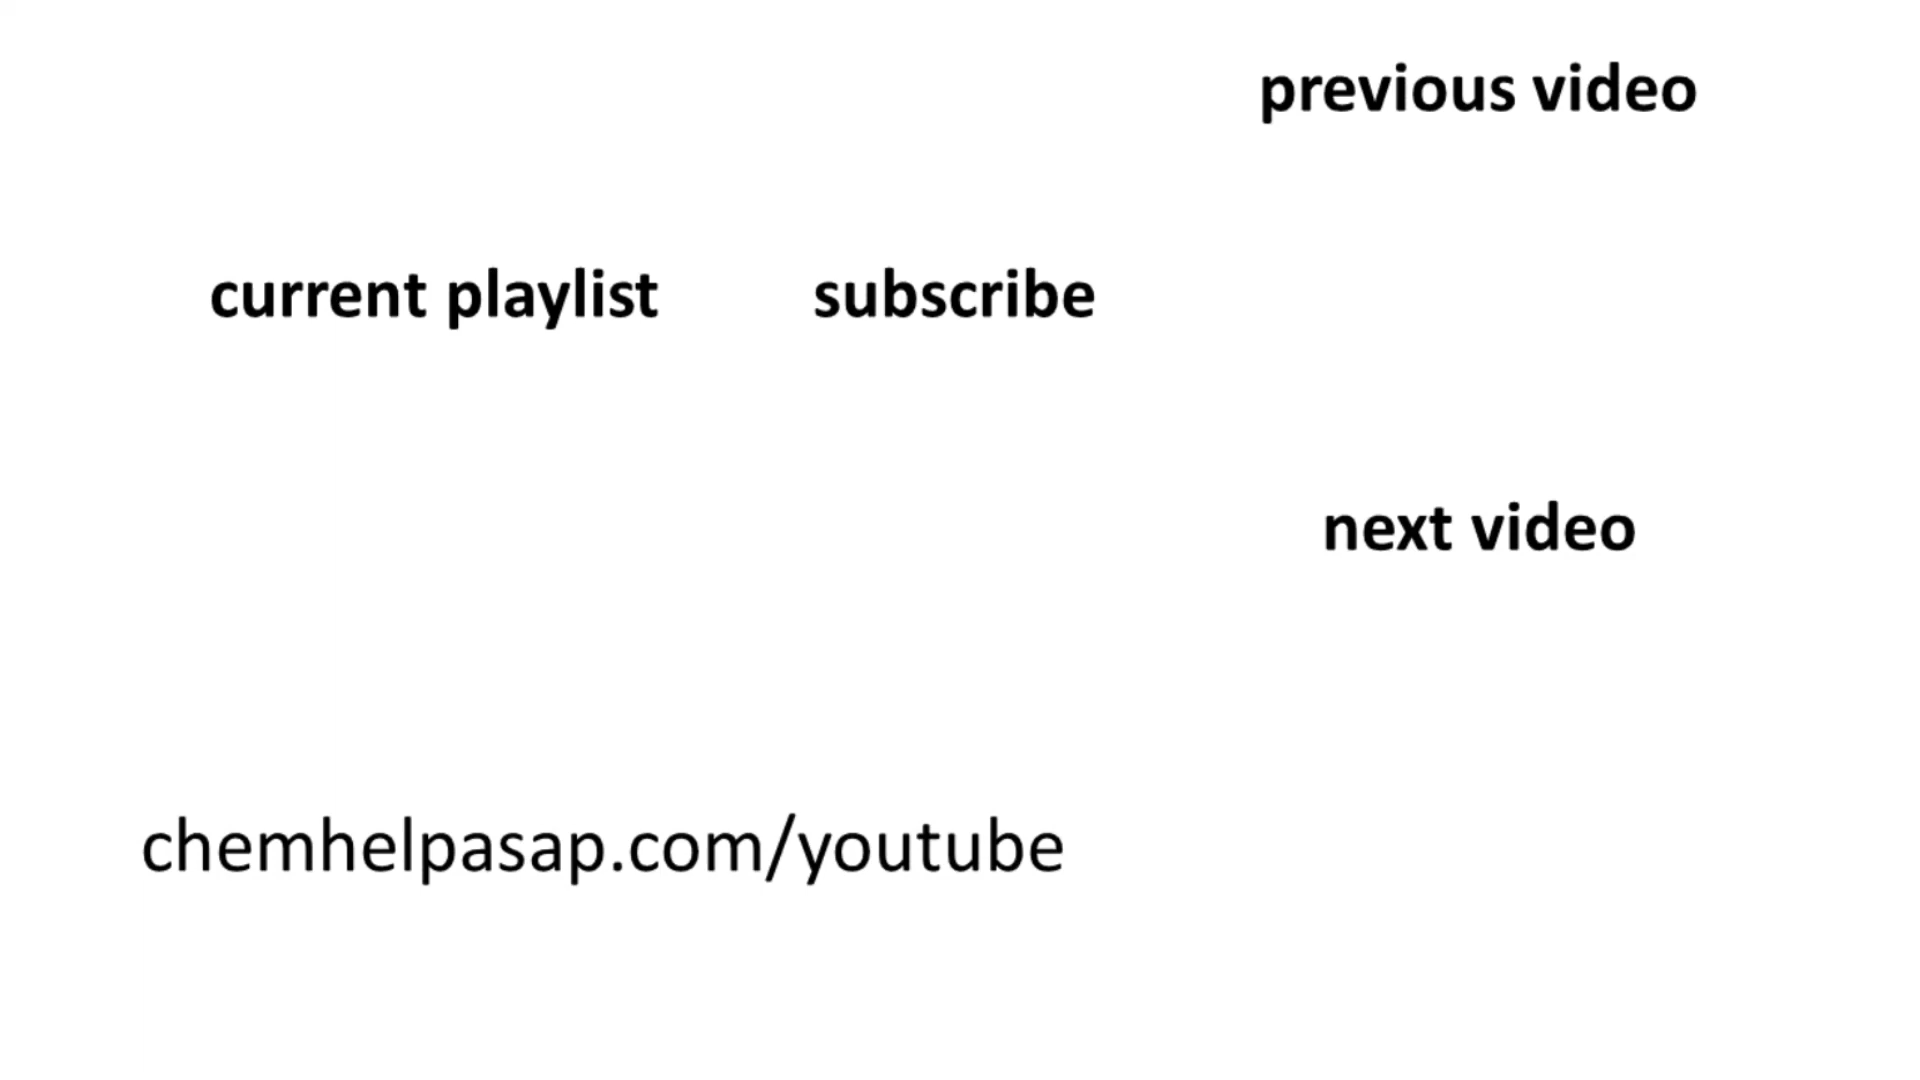 previous video
current playlist
subscribe
next video
chemhelpasap.com/youtube